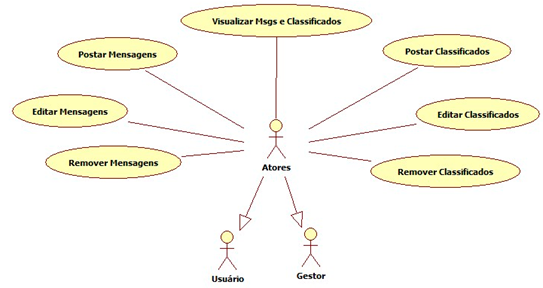 Visualizar Msgs e Classificados
Postar Mensagens
Postar Classificados
Editar Mensagens
Editar Classificados
Remover Mensagens
Remover Classificados
Atores
Usuário
Gestor